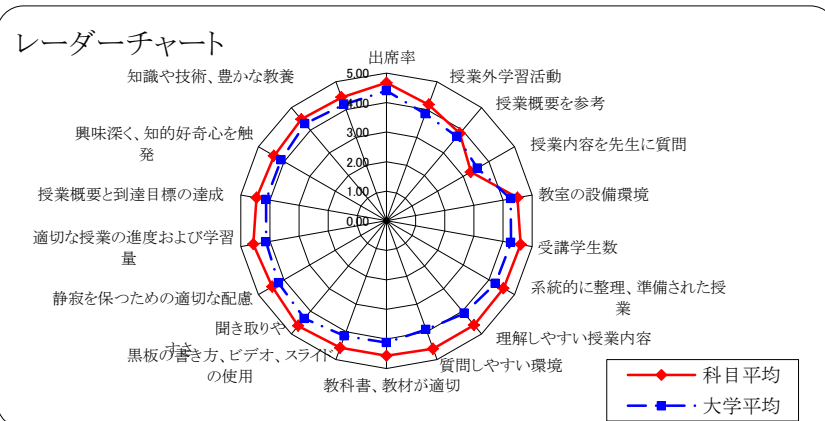 レーダーチャート
出席率
授業外学習活動
授業概要を参考
授業内容を先生に質問
教室の設備環境
受講学生数
系統的に整理、準備された授
業
理解しやすい授業内容
質問しやすい環境
教科書、教材が適切
黒板の書き方、ビデオ、スライド
の使用
聞き取りや
すさ
静寂を保つための適切な配慮
適切な授業の進度および学習
量
授業概要と到達目標の達成
興味深く、知的好奇心を触
発
知識や技術、豊かな教養
5.00
4.00
3.00
2.00
1.00
0.00
科目平均
大学平均